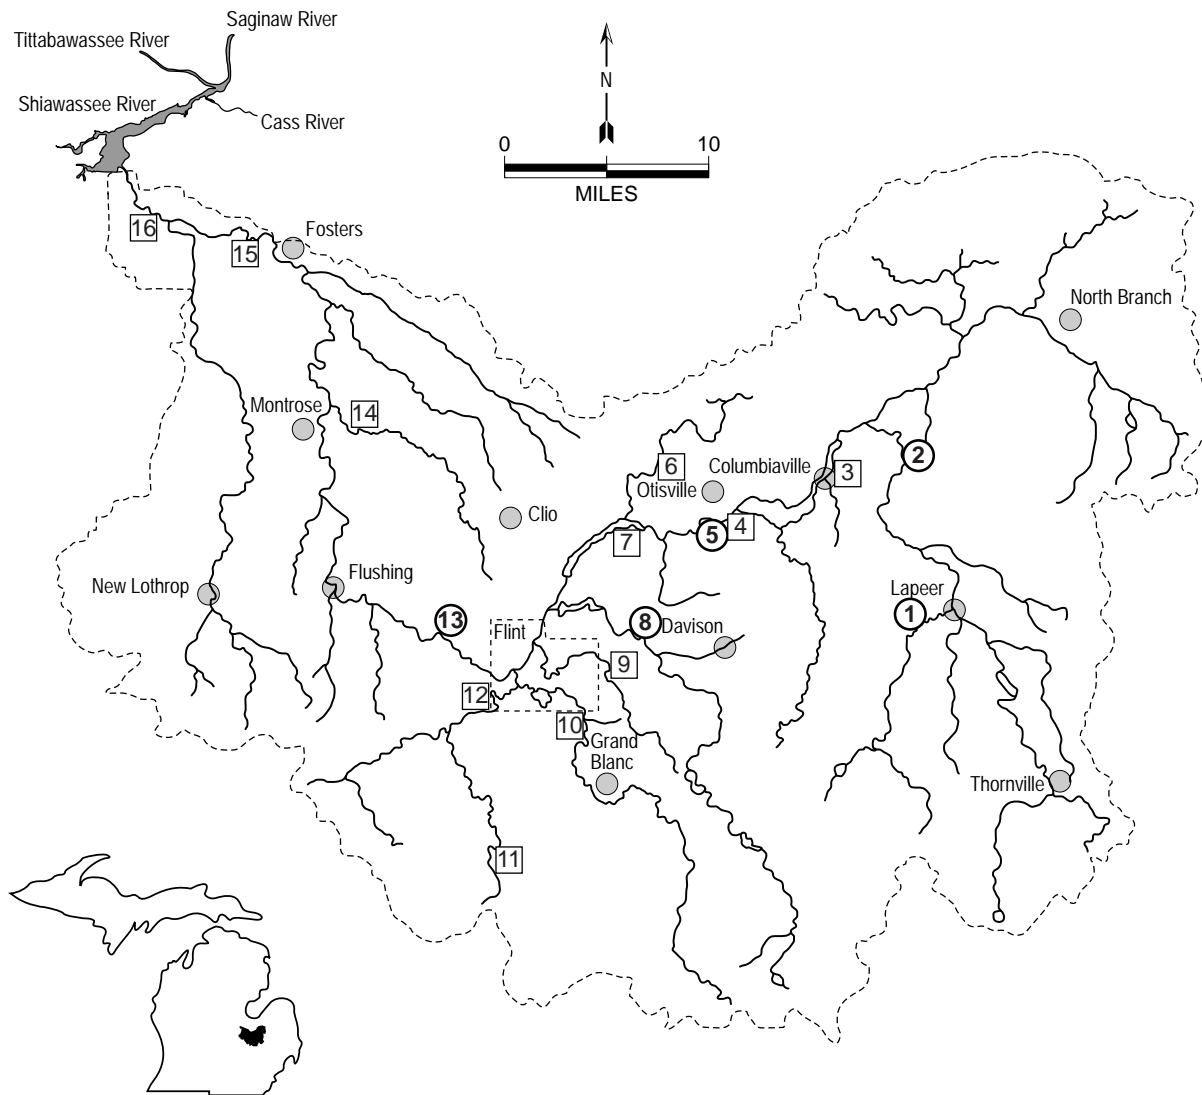 Saginaw River
Tittabawassee River
Shiawassee River
Cass River
N
0
10
MILES
16
15
Fosters
North Branch
Montrose
14
2
6
Columbiaville
3
Otisville
Clio
4
5
7
New Lothrop
Flushing
Lapeer
1
13
8
Flint
Davison
9
12
10
Grand
Blanc
Thornville
11